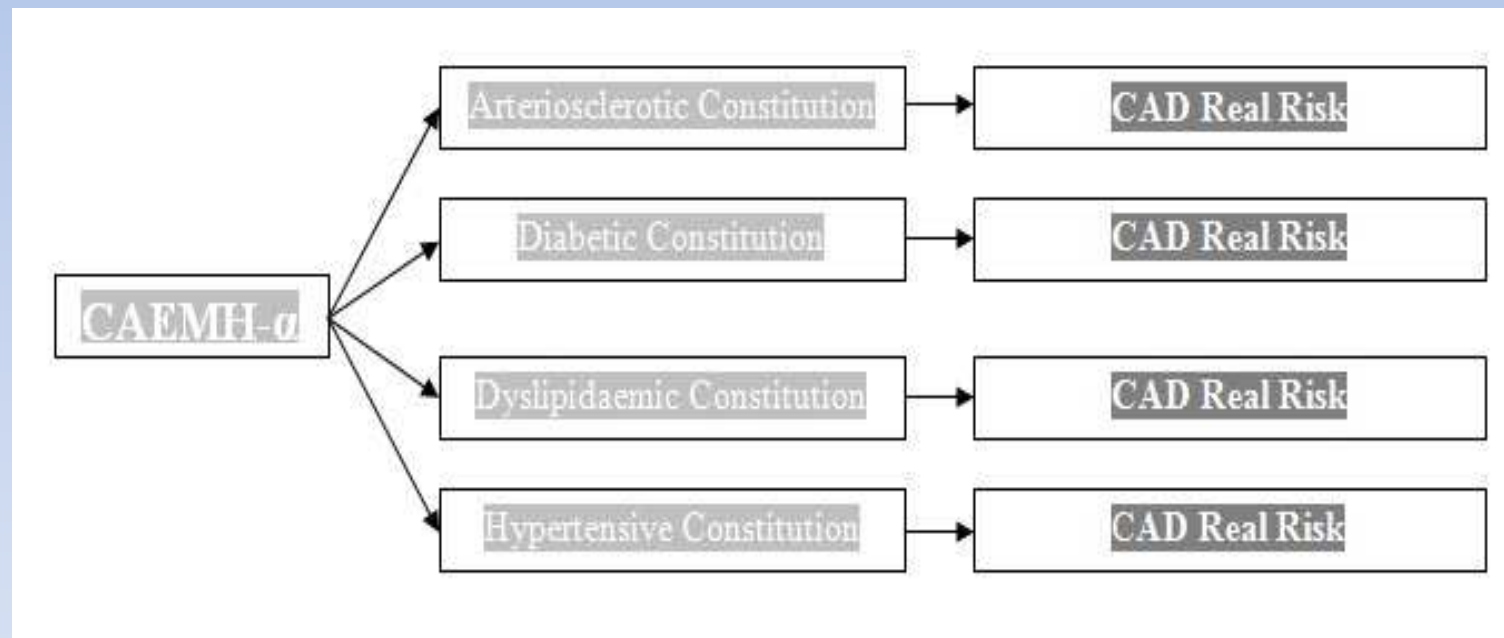 Arteriosclerotic Constitution
CAD Real Risk
Diabetic Constitution
CAD Real Risk
CAEMH-α
Dyslipidaemic Constitution
CAD Real Risk
Hypertensive Constitution
CAD Real Risk